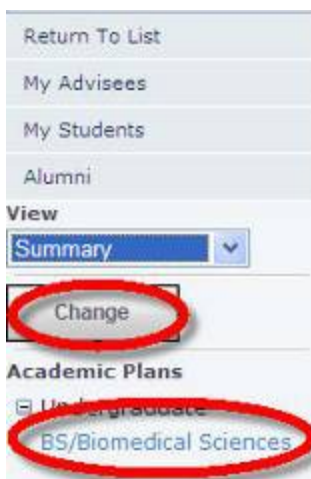 Return To List
My Advisees
My Students
Alumni
View
Summary
Change
Academic Plans
Undergraduate
BS/Biomedical Sciences